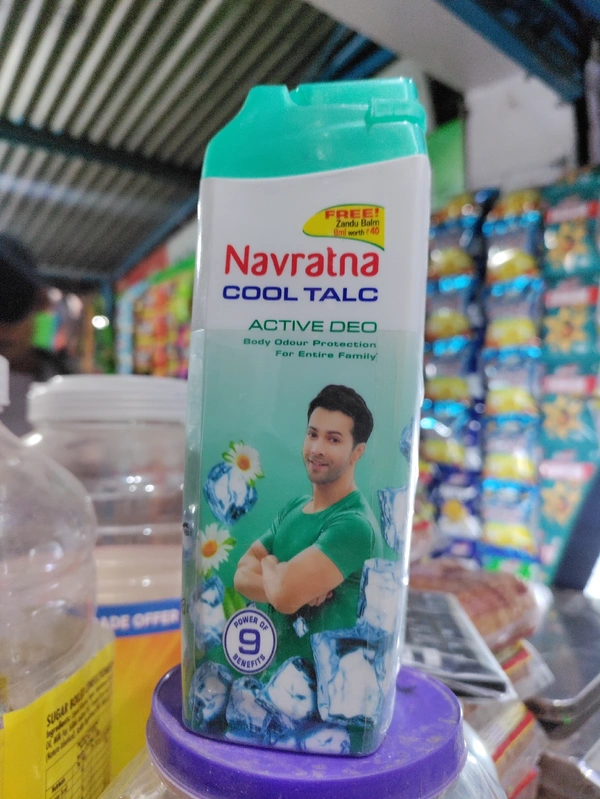 FREE!
Zandu Balm
8ml worth ₹40
Navratna
COOL TALC
ACTIVE DEO
Body Odour Protection
For Entire Family
POWER OF
9
BENEFITS
ADE OFFER
SUGAR BOILED